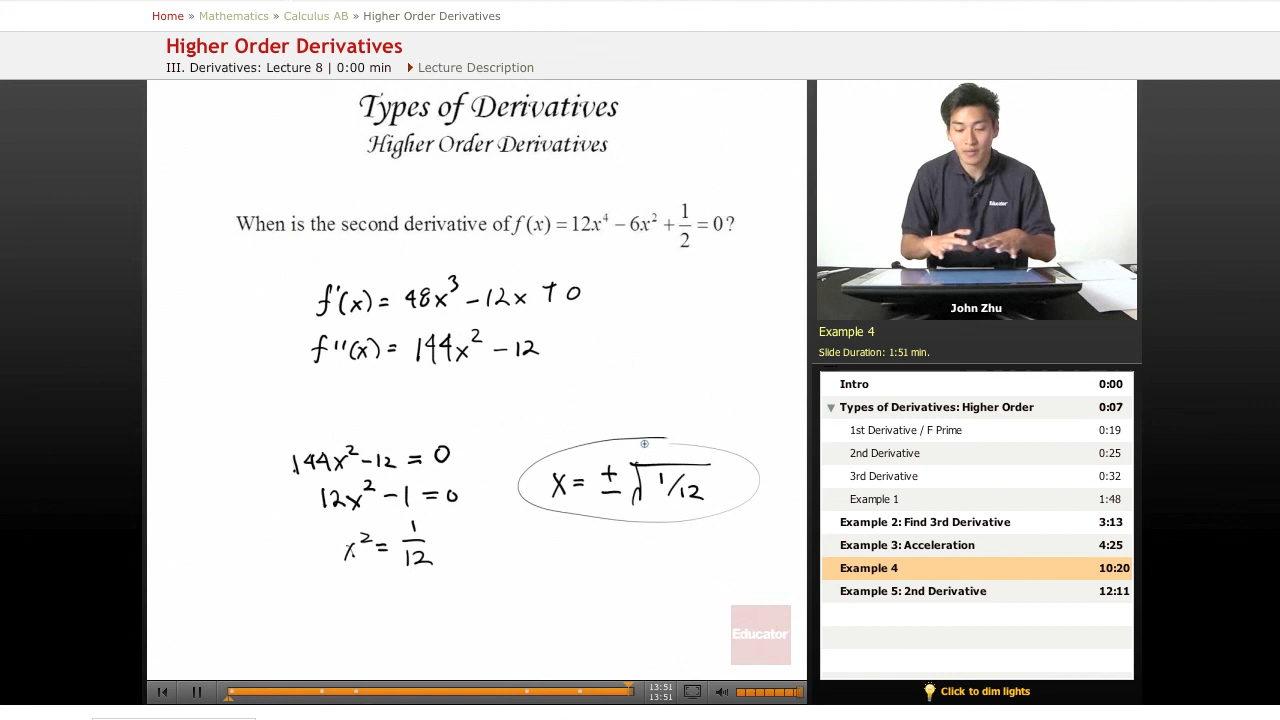 Home » Mathematics » Calculus AB » Higher Order Derivatives
Higher Order Derivatives
III. Derivatives: Lecture 8 | 0:00 min Lecture Description
Types of Derivatives
Higher Order Derivatives
When is the second derivative of f(x) = 12x⁴ − 6x² + 1/2 = 0?
f'(x) = 48x³ − 12x + 0
f''(x) = 144x² − 12
144x² − 12 = 0
12x² − 1 = 0
x² = 1/12
x = ± √1/12
Educator
Educator
John Zhu
Example 4
Slide Duration: 1:51 min.
Intro 0:00
Types of Derivatives: Higher Order 0:07
1st Derivative / F Prime 0:19
2nd Derivative 0:25
3rd Derivative 0:32
Example 1 1:48
Example 2: Find 3rd Derivative 3:13
Example 3: Acceleration 4:25
Example 4 10:20
Example 5: 2nd Derivative 12:11
13:51
13:51
Click to dim lights